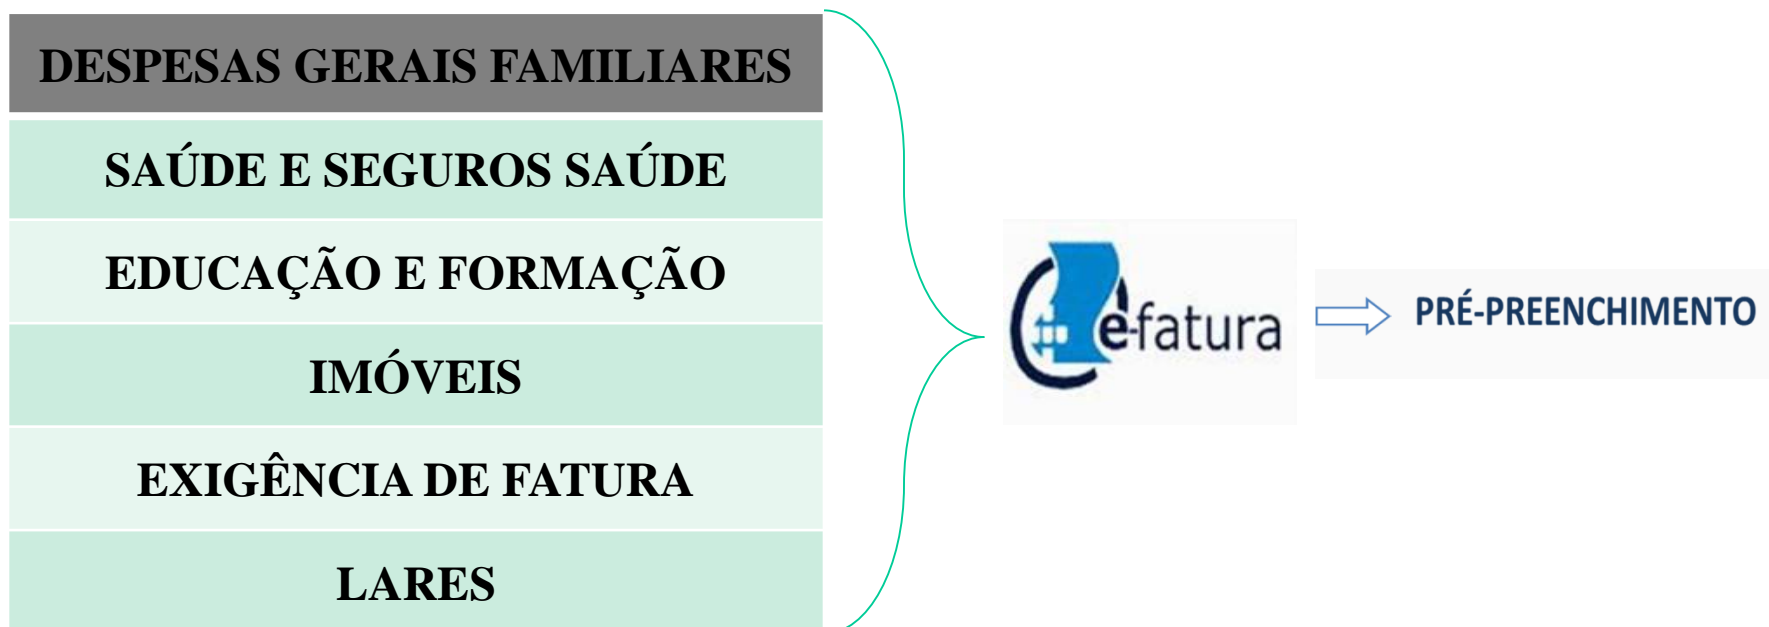 DESPESAS GERAIS FAMILIARES
SAÚDE E SEGUROS SAÚDE
EDUCAÇÃO E FORMAÇÃO
IMÓVEIS
EXIGÊNCIA DE FATURA
LARES
e-fatura
PRÉ-PREENCHIMENTO